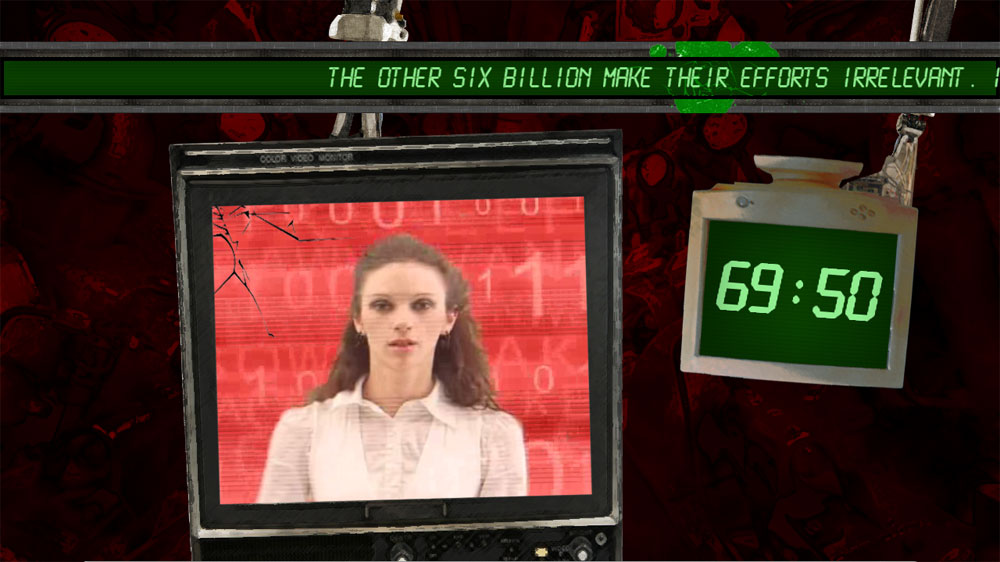 THE OTHER SIX BILLION MAKE THEIR EFFORTS IRRELEVANT.
COLOR VIDEO MONITOR
69:50